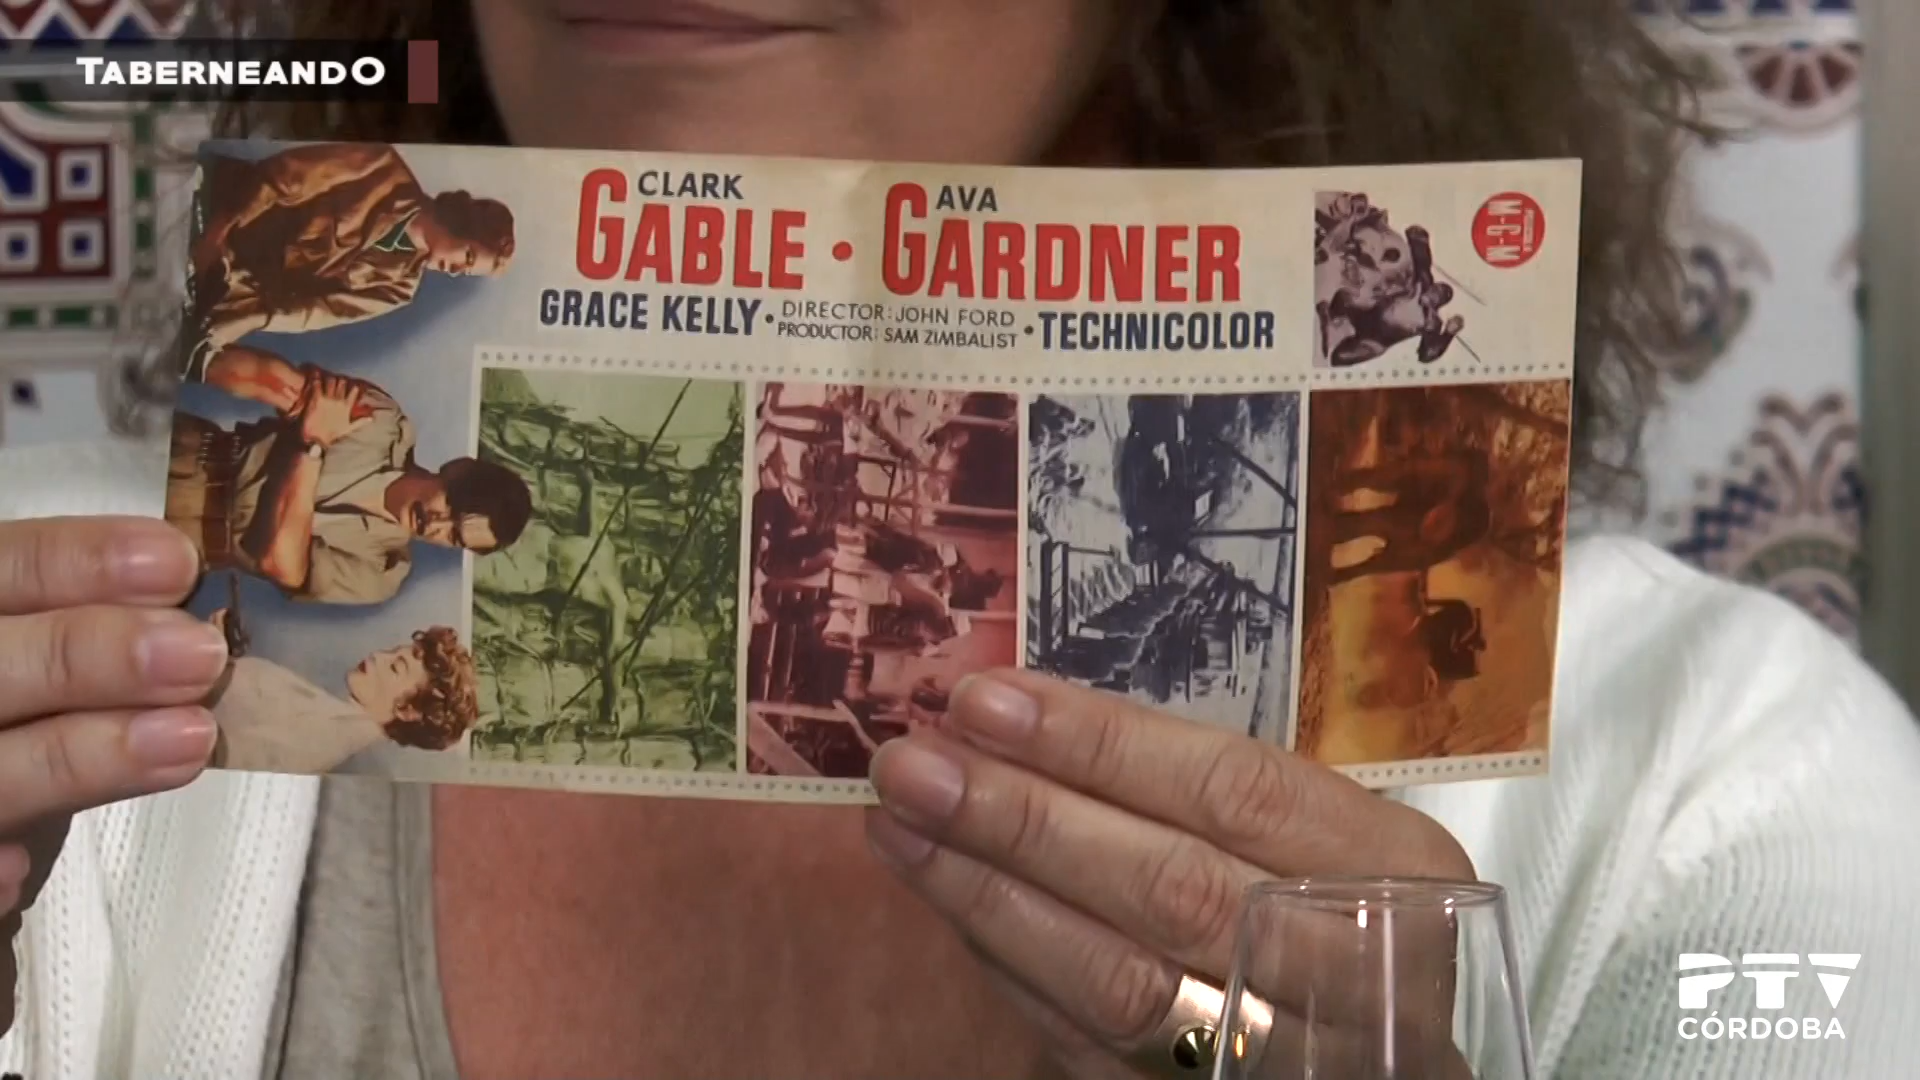 TABERNEANDO
CLARK AVA
GABLE • GARDNER
GRACE KELLY • DIRECTOR: JOHN FORD
PRODUCTOR: SAM ZIMBALIST • TECHNICOLOR
M-G-M
PTV
CÓRDOBA